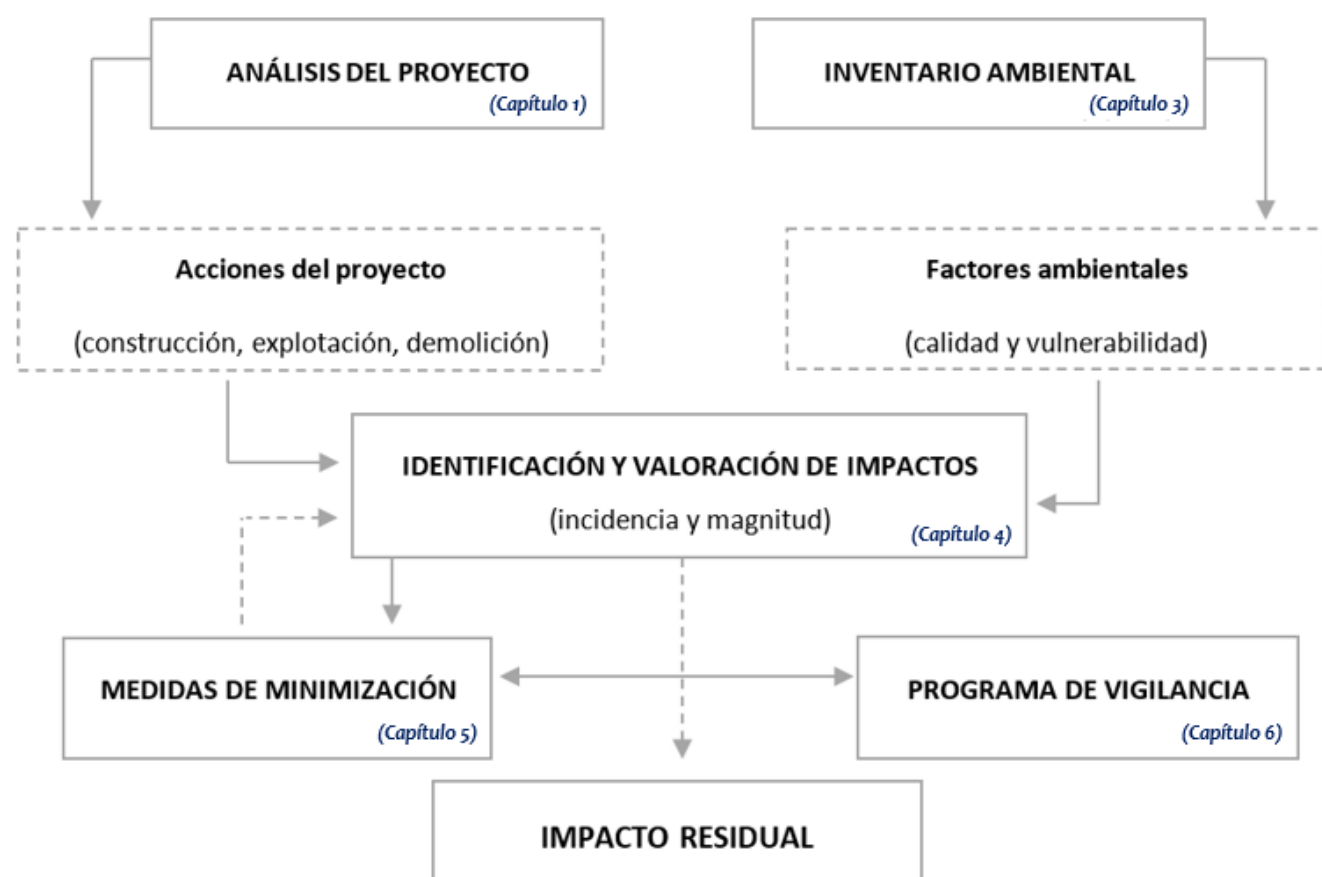 ANÁLISIS DEL PROYECTO
(Capítulo 1)
INVENTARIO AMBIENTAL
(Capítulo 3)
Acciones del proyecto
(construcción, explotación, demolición)
Factores ambientales
(calidad y vulnerabilidad)
IDENTIFICACIÓN Y VALORACIÓN DE IMPACTOS
(incidencia y magnitud)
(Capítulo 4)
MEDIDAS DE MINIMIZACIÓN
(Capítulo 5)
PROGRAMA DE VIGILANCIA
(Capítulo 6)
IMPACTO RESIDUAL